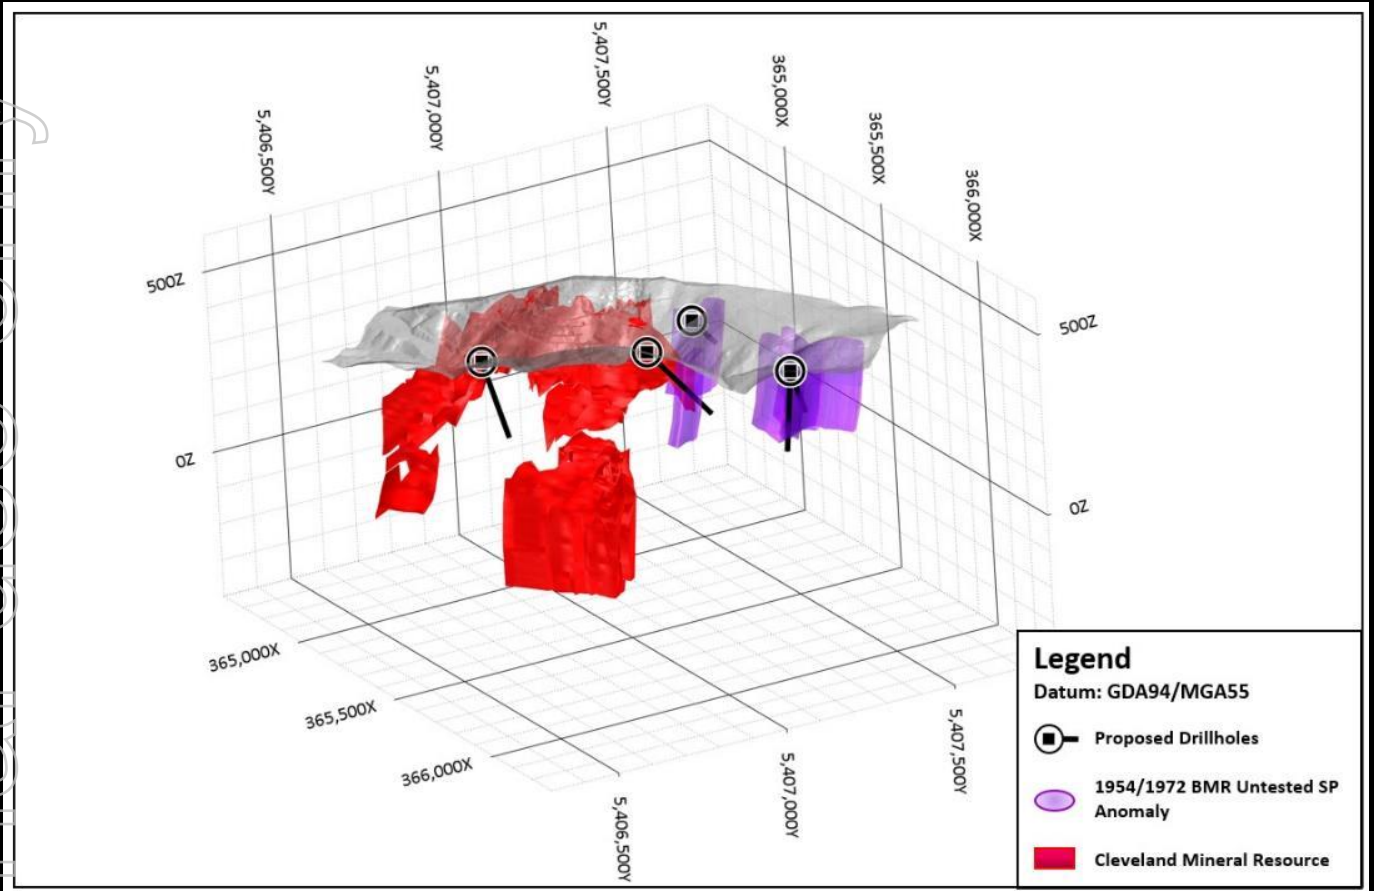 5,406,500Y
5,407,000Y
5,407,500Y
365,000X
365,500X
366,000X
500Z
500Z
0Z
0Z
365,000X
365,500X
366,000X
5,406,500Y
5,407,000Y
5,407,500Y
Legend
Datum: GDA94/MGA55
Proposed Drillholes
1954/1972 BMR Untested SP
Anomaly
Cleveland Mineral Resource